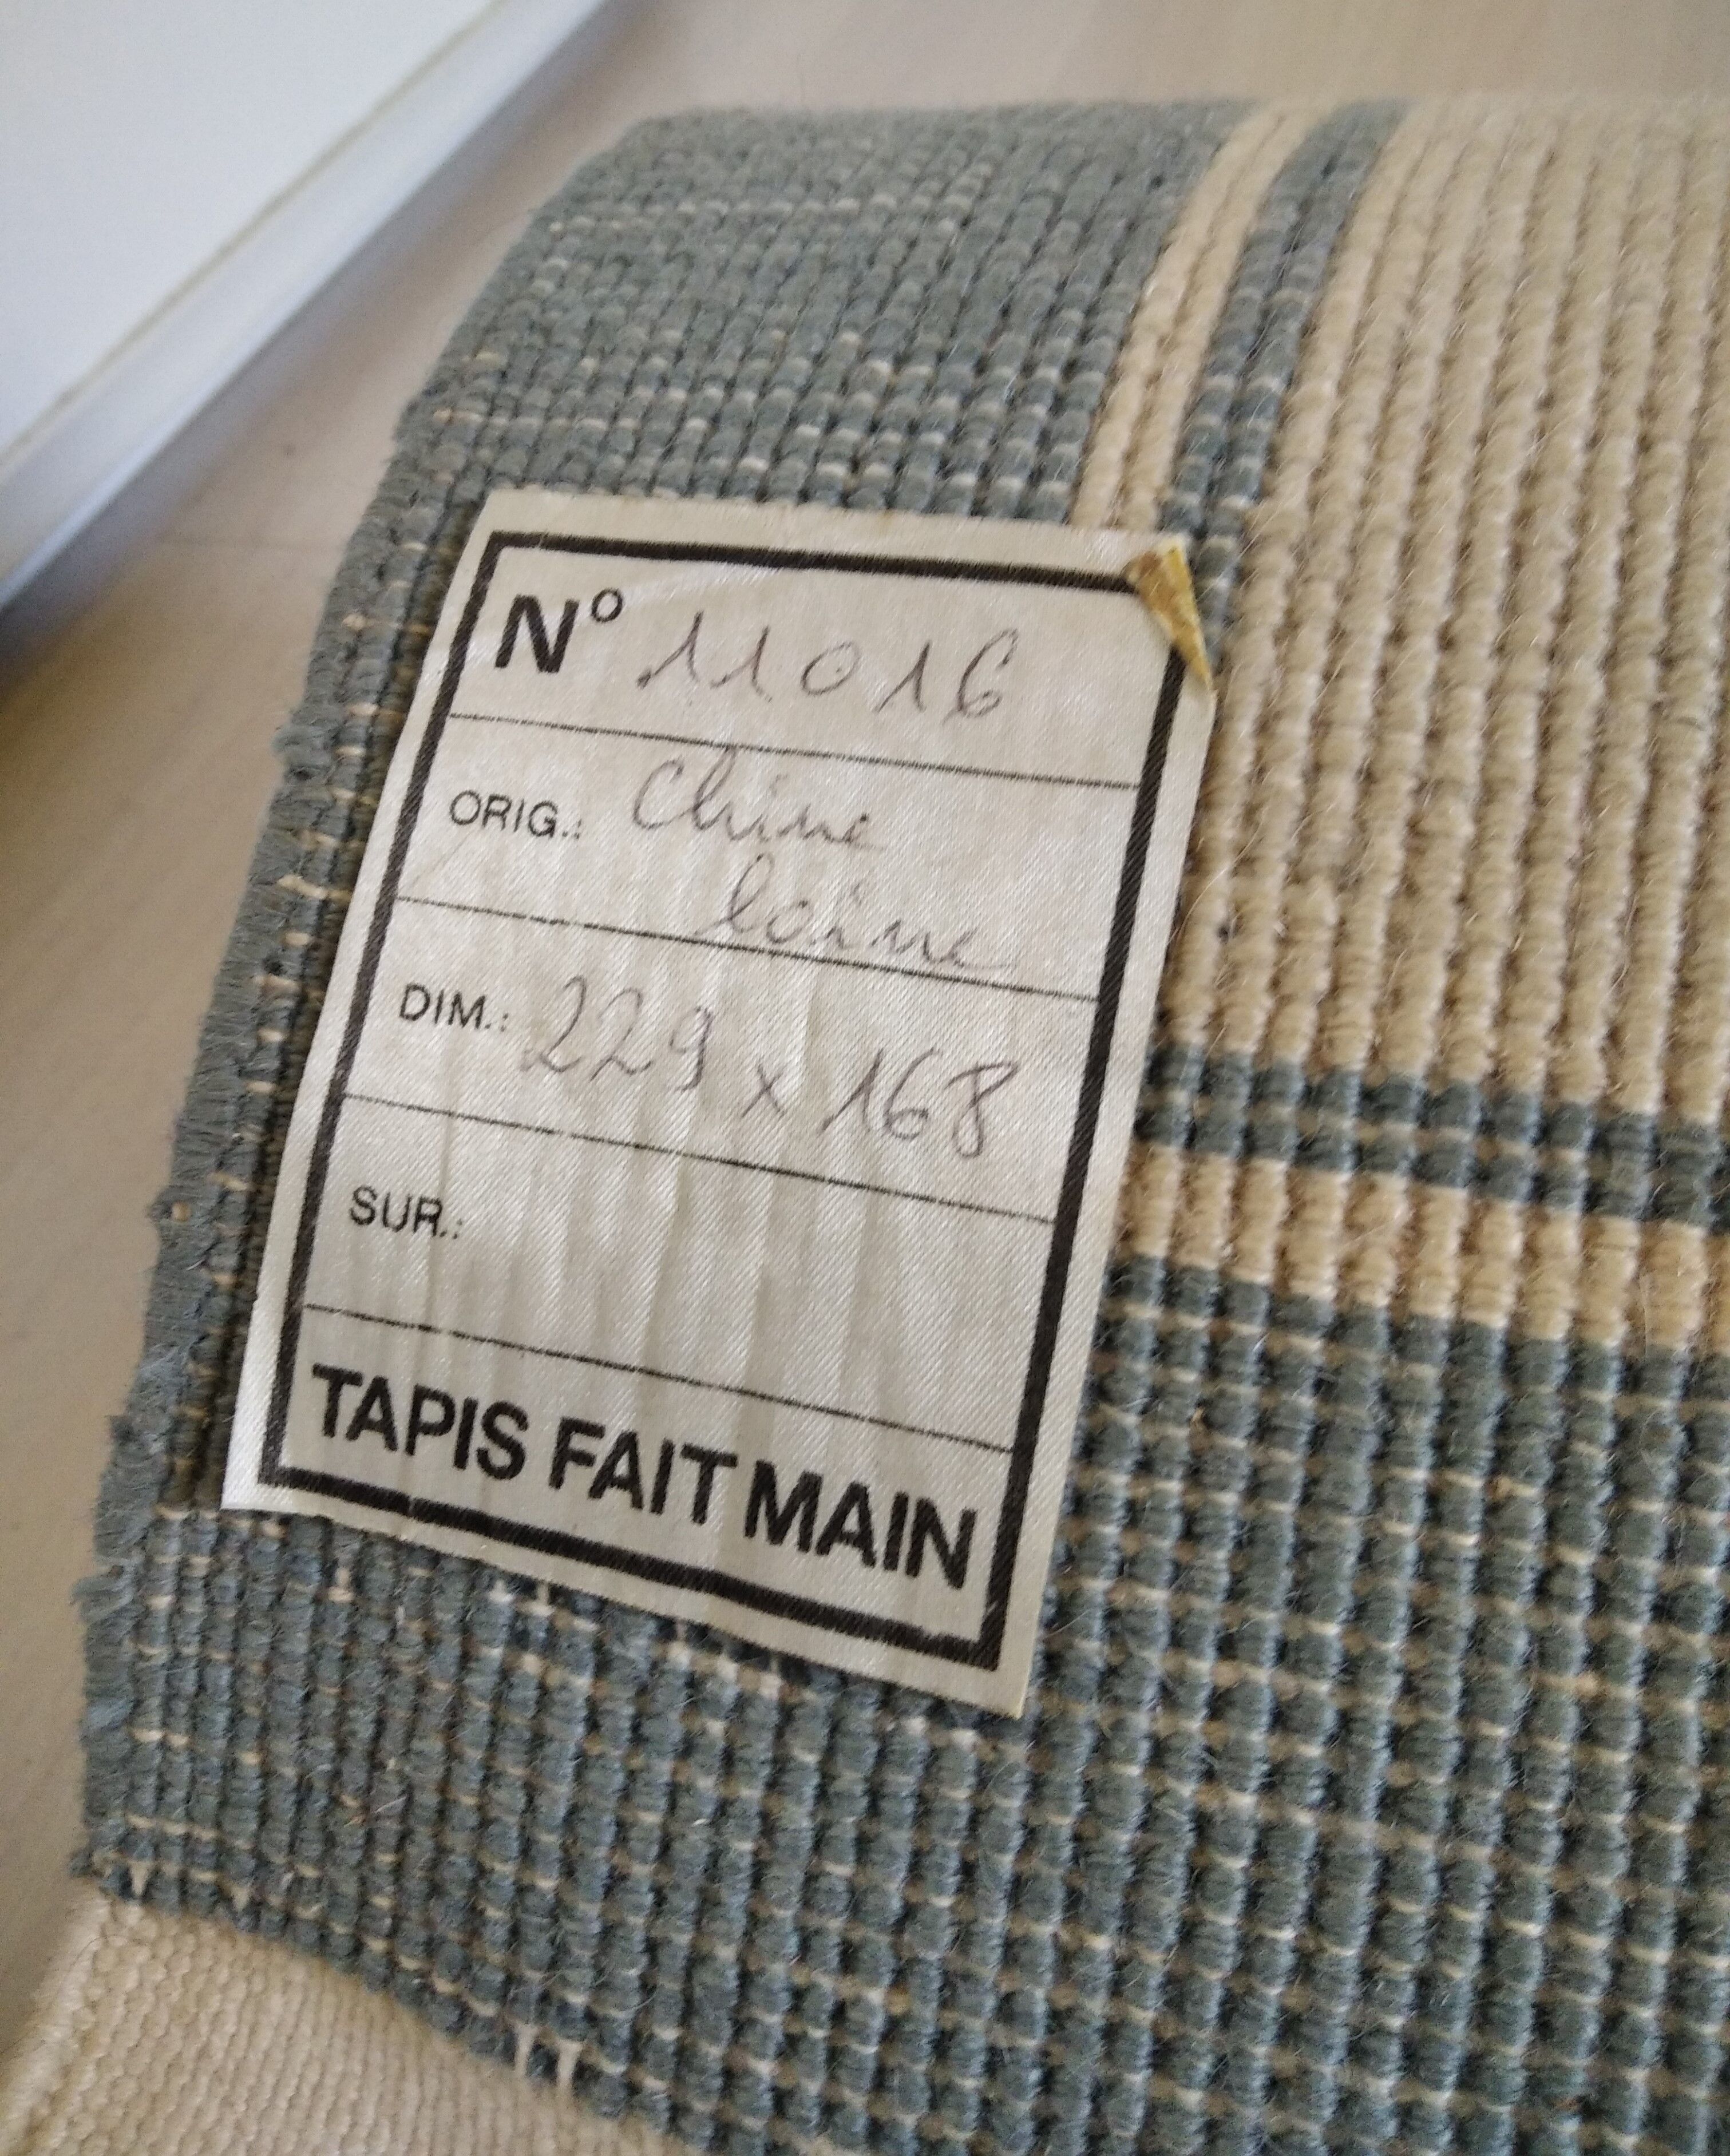 N° 11016
ORIG.: Chine
laine
DIM.: 229 x 168
SUR.:
TAPIS FAIT MAIN